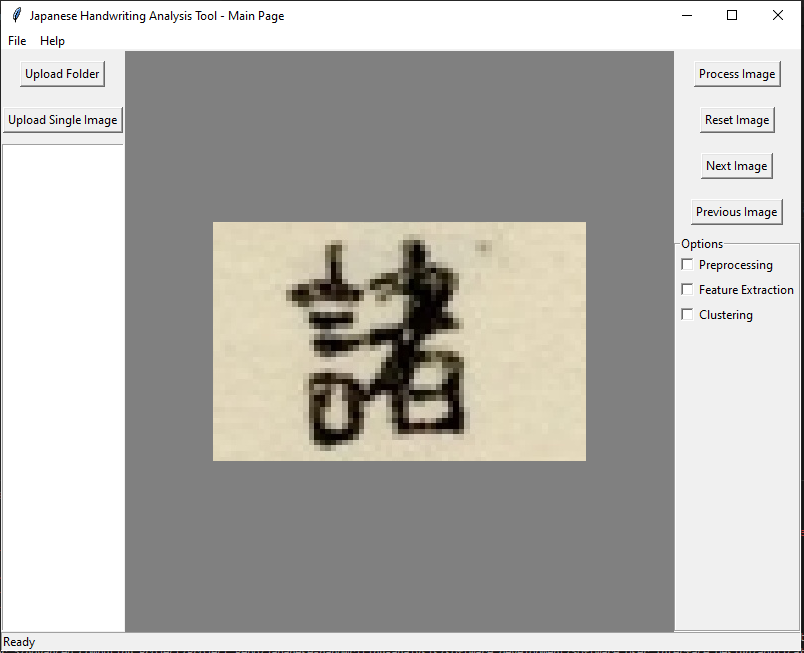 Japanese Handwriting Analysis Tool - Main Page
File Help
Upload Folder
Upload Single Image
諸
Process Image
Reset Image
Next Image
Previous Image
Options
Preprocessing
Feature Extraction
Clustering
Ready